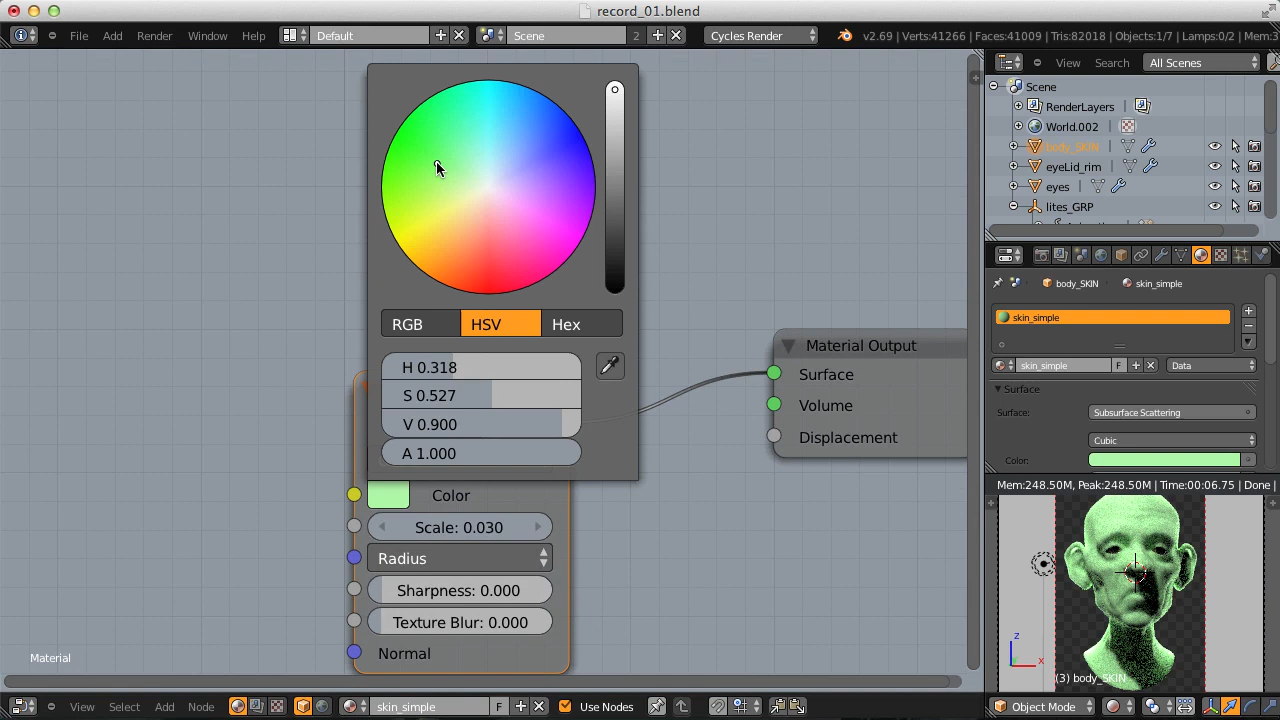 record_01.blend
File Add Render Window Help Default Scene 2 Cycles Render v2.69 | Verts:41266 | Faces:41009 | Tris:82018 | Objects:1/7 | Lamps:0/2 | Mem:3
View Search All Scenes
Scene
RenderLayers
World.002
body_SKIN
eyeLid_rim
eyes
lites_GRP
body_SKIN skin_simple
skin_simple
skin_simple F Data
Surface
Surface: Subsurface Scattering
Cubic
Color:
RGB HSV Hex
H 0.318
S 0.527
V 0.900
A 1.000
Color
Scale: 0.030
Radius
Sharpness: 0.000
Texture Blur: 0.000
Normal
Material Output
Surface
Volume
Displacement
Mem:248.50M, Peak:248.50M | Time:00:06.75 | Done |
z
x
(3) body_SKIN
Material
View Select Add Node skin_simple F Use Nodes
Object Mode